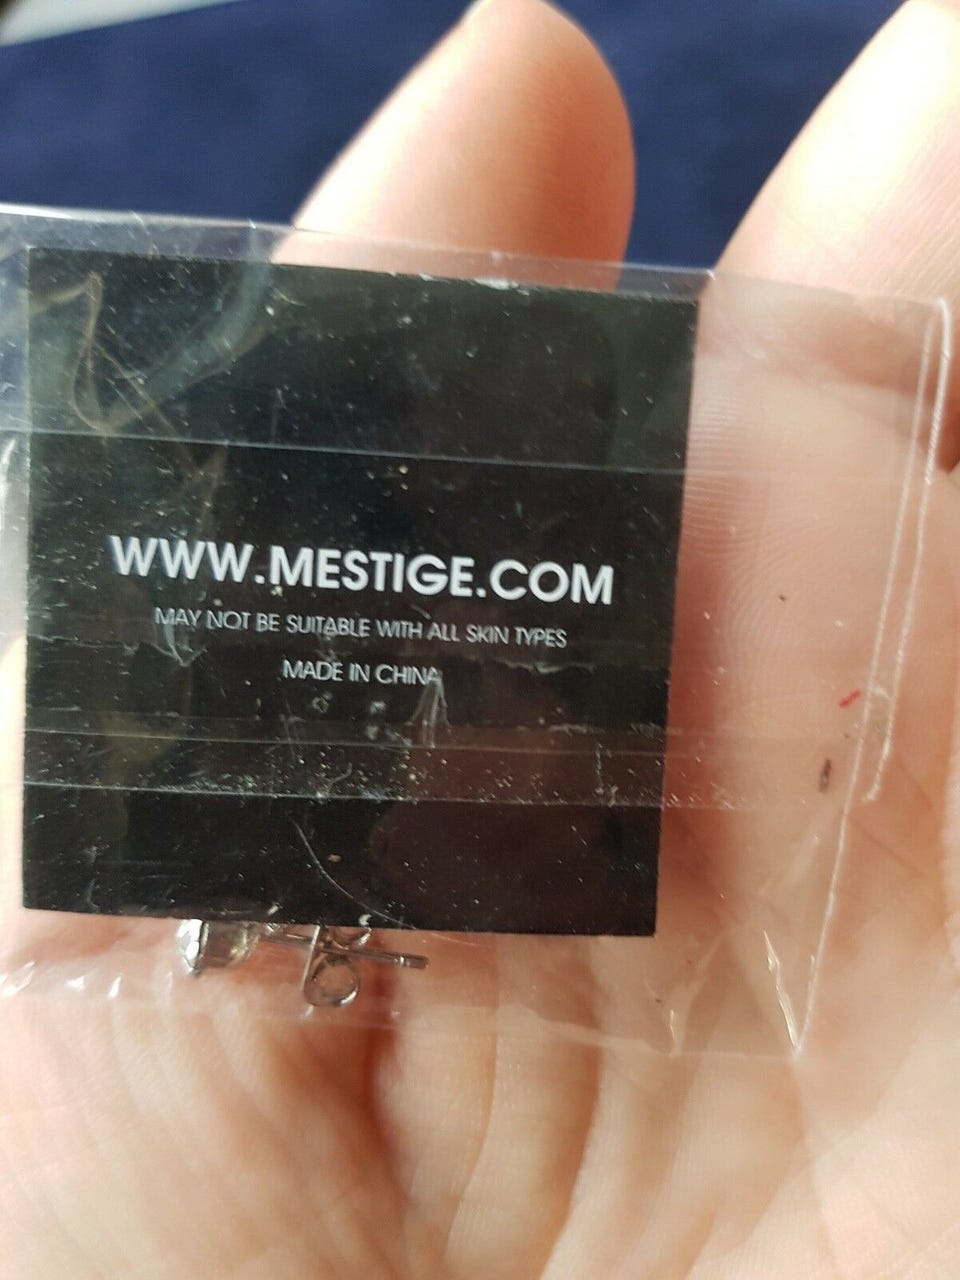 WWW.MESTIGE.COM
MAY NOT BE SUITABLE WITH ALL SKIN TYPES
MADE IN CHINA